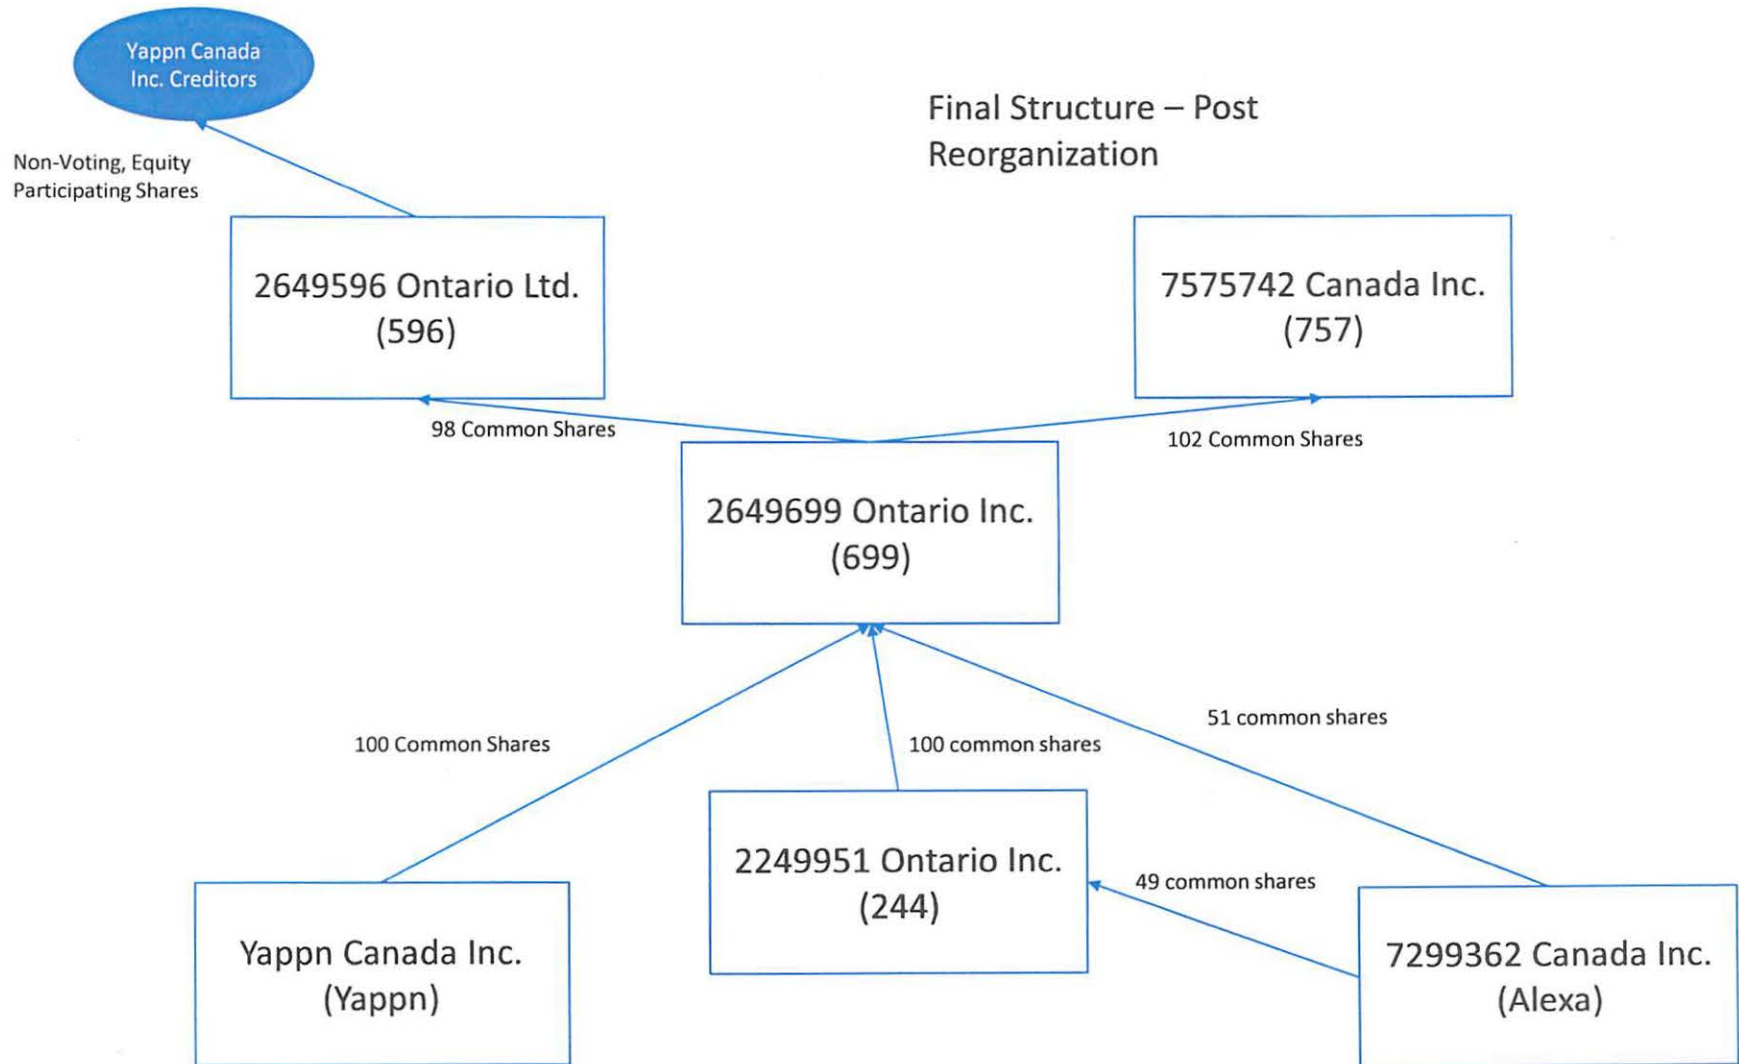 Yappn Canada
Inc. Creditors
Final Structure – Post
Reorganization
Non-Voting, Equity
Participating Shares
2649596 Ontario Ltd.
(596)
7575742 Canada Inc.
(757)
98 Common Shares
102 Common Shares
2649699 Ontario Inc.
(699)
51 common shares
100 Common Shares
100 common shares
2249951 Ontario Inc.
(244)
49 common shares
Yappn Canada Inc.
(Yappn)
7299362 Canada Inc.
(Alexa)